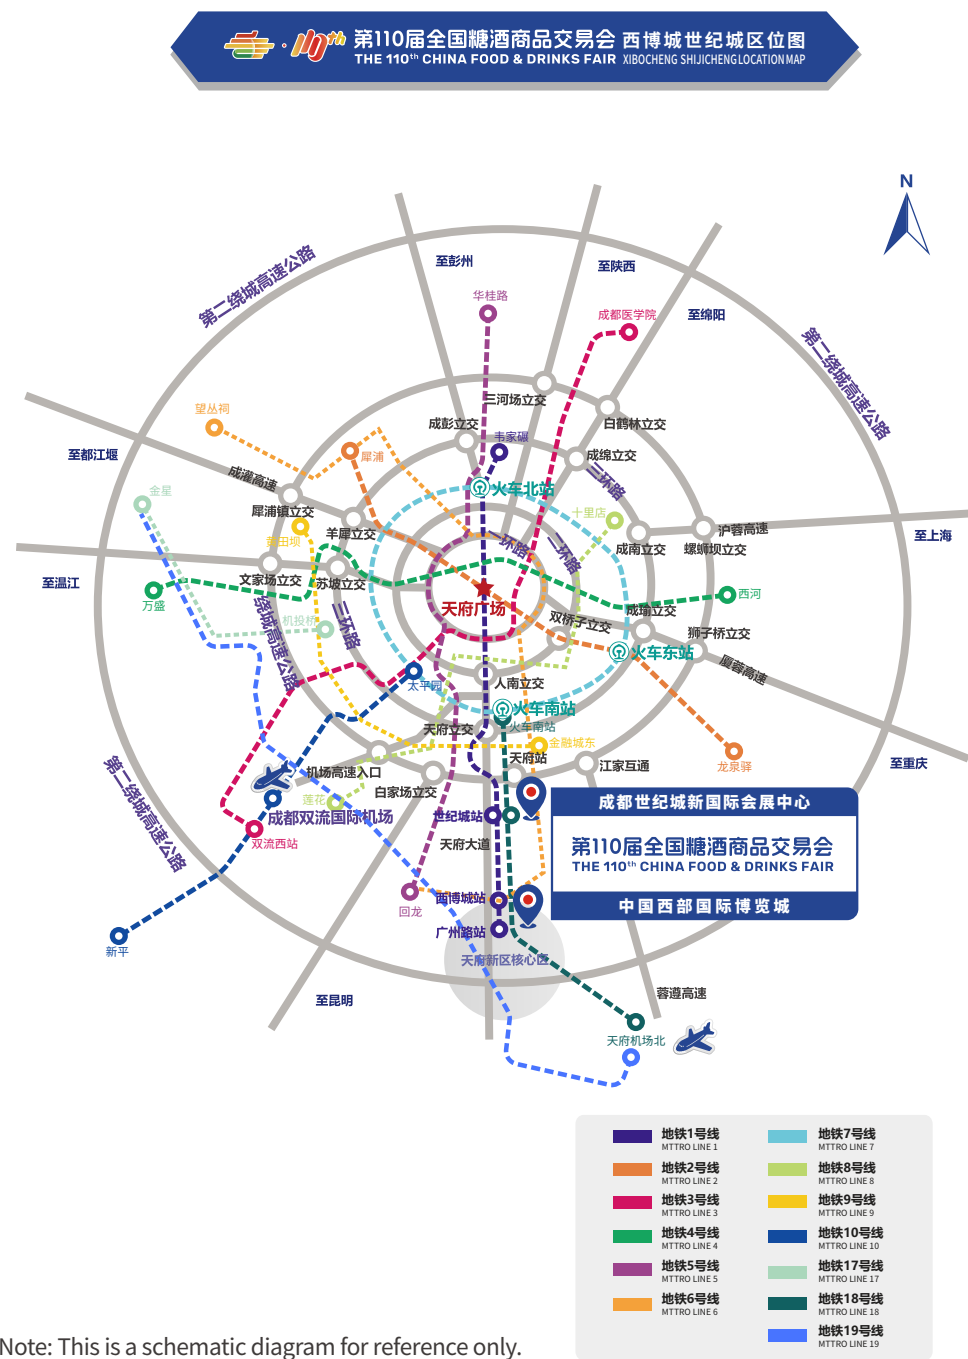 第110届全国糖酒商品交易会 西博城世纪城区位图
THE 110th CHINA FOOD & DRINKS FAIR XIBOCHENG SHIJICHENG LOCATION MAP
N
第二绕城高速公路
至彭州
至陕西
华桂路
成都医学院
至绵阳
第二绕城高速公路
三河场立交
望丛祠
成彭立交
白鹤林立交
韦家碾
至都江堰
犀浦
成绵立交
成灌高速
三环路
金星
火车北站
犀浦镇立交
十里店
沪蓉高速
羊犀立交
一环路
二环路
至上海
成南立交
螺蛳坝立交
文家场立交
苏坡立交
至温江
西河
万盛
天府广场
成瑜立交
绕城高速公路
三环路
机投桥
双桥子立交
狮子桥立交
火车东站
厦蓉高速
太平园
人南立交
火车南站
天府立交
火车南站
金融城东
天府站
至重庆
龙泉驿
江家互通
机场高速入口
第二绕城高速公路
白家场立交
莲花
成都双流国际机场
世纪城站
成都世纪城新国际会展中心
双流西站
天府大道
第110届全国糖酒商品交易会
THE 110th CHINA FOOD & DRINKS FAIR
西博城站
中国西部国际博览城
回龙
广州路站
新平
天府新区核心区
至昆明
蓉遵高速
天府机场北
地铁1号线
MTTRO LINE 1
地铁2号线
MTTRO LINE 2
地铁3号线
MTTRO LINE 3
地铁4号线
MTTRO LINE 4
地铁5号线
MTTRO LINE 5
地铁6号线
MTTRO LINE 6
地铁7号线
MTTRO LINE 7
地铁8号线
MTTRO LINE 8
地铁9号线
MTTRO LINE 9
地铁10号线
MTTRO LINE 10
地铁17号线
MTTRO LINE 17
地铁18号线
MTTRO LINE 18
地铁19号线
MTTRO LINE 19
Note: This is a schematic diagram for reference only.